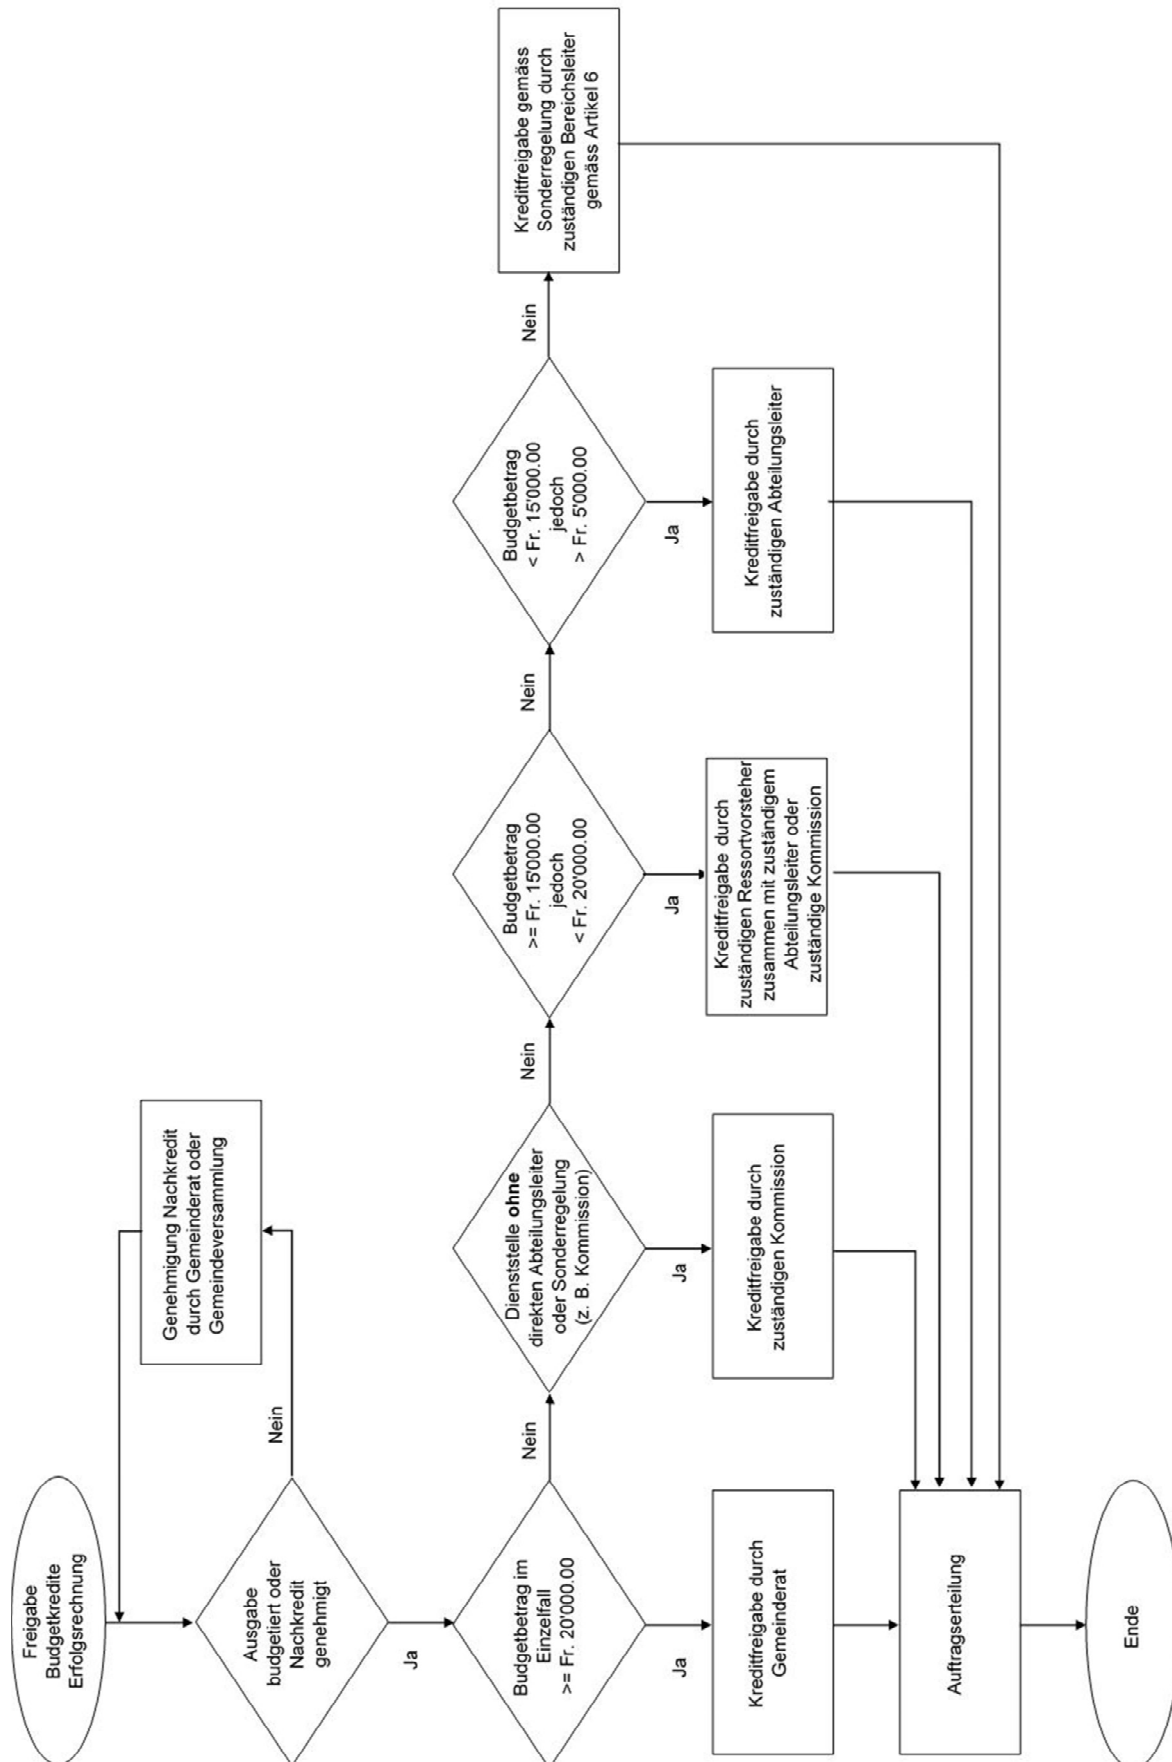 Freigabe
Budgetkredite
Erfolgsrechnung
Ausgabe
budgetiert oder
Nachkredit
genehmigt
Nein
Genehmigung Nachkredit
durch Gemeinderat oder
Gemeindeversammlung
Ja
Budgetbetrag im
Einzelfall
>= Fr. 20'000.00
Nein
Dienststelle ohne
direkten Abteilungsleiter
oder Sonderregelung
(z. B. Kommission)
Nein
Budgetbetrag
>= Fr. 15'000.00
jedoch
< Fr. 20'000.00
Nein
Budgetbetrag
< Fr. 15'000.00
jedoch
> Fr. 5'000.00
Nein
Kreditfreigabe gemäss
Sonderregelung durch
zuständigen Bereichsleiter
gemäss Artikel 6
Ja
Ja
Ja
Ja
Kreditfreigabe durch
Gemeinderat
Kreditfreigabe durch
zuständigen Kommission
Kreditfreigabe durch
zuständigen Ressortvorsteher
zusammen mit zuständigem
Abteilungsleiter oder
zuständige Kommission
Kreditfreigabe durch
zuständigen Abteilungsleiter
Auftragserteilung
Ende